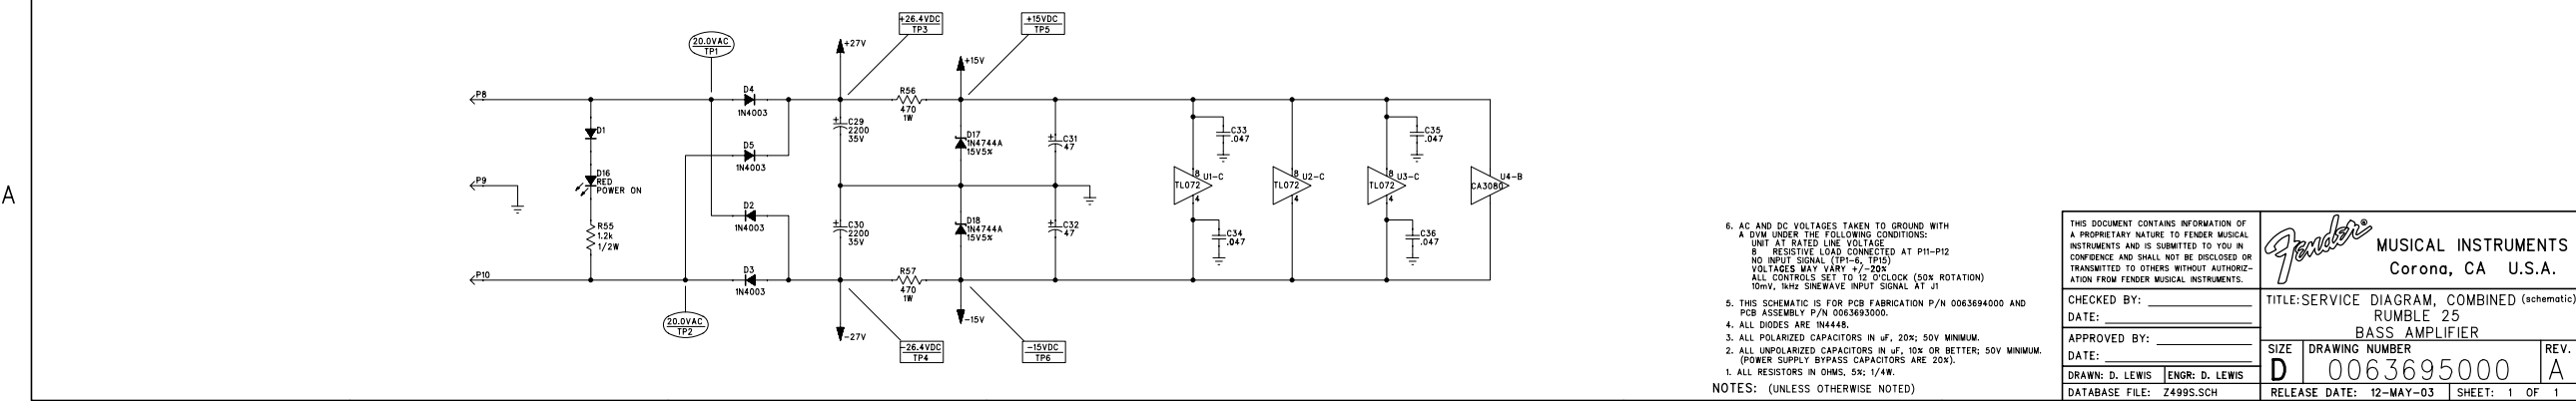 A
+26.4VDC
TP3
+15VDC
TP5
20.0VAC
TP1
+27V
+15V
P8
D4
1N4003
R56
470
1W
D1
C29
2200
35V
D17
1N4744A
15V5%
C31
47
C33
.047
C35
.047
D5
1N4003
P9
D16
RED
POWER ON
8
U1-C
TL072
4
8
U2-C
TL072
4
8
U3-C
TL072
4
U4-B
CA3080
D2
1N4003
R55
1.2k
1/2W
C30
2200
35V
D18
1N4744A
15V5%
C32
47
C34
.047
C36
.047
P10
D3
1N4003
R57
470
1W
20.0VAC
TP2
-27V
-15V
-26.4VDC
TP4
-15VDC
TP6
6. AC AND DC VOLTAGES TAKEN TO GROUND WITH
A DVM UNDER THE FOLLOWING CONDITIONS:
UNIT AT RATED LINE VOLTAGE
8 RESISTIVE LOAD CONNECTED AT P11-P12
NO INPUT SIGNAL (TP1-6, TP15)
VOLTAGES MAY VARY +/-20%
ALL CONTROLS SET TO 12 O'CLOCK (50% ROTATION)
10mV, 1kHz SINEWAVE INPUT SIGNAL AT J1
5. THIS SCHEMATIC IS FOR PCB FABRICATION P/N 0063694000 AND
PCB ASSEMBLY P/N 0063693000.
4. ALL DIODES ARE 1N4448.
3. ALL POLARIZED CAPACITORS IN uF, 20%; 50V MINIMUM.
2. ALL UNPOLARIZED CAPACITORS IN uF, 10% OR BETTER; 50V MINIMUM.
(POWER SUPPLY BYPASS CAPACITORS ARE 20%).
1. ALL RESISTORS IN OHMS, 5%; 1/4W.
NOTES: (UNLESS OTHERWISE NOTED)
THIS DOCUMENT CONTAINS INFORMATION OF
A PROPRIETARY NATURE TO FENDER MUSICAL
INSTRUMENTS AND IS SUBMITTED TO YOU IN
CONFIDENCE AND SHALL NOT BE DISCLOSED OR
TRANSMITTED TO OTHERS WITHOUT AUTHORIZ-
ATION FROM FENDER MUSICAL INSTRUMENTS.
Fender®
MUSICAL INSTRUMENTS
Corona, CA U.S.A.
CHECKED BY:
DATE:
APPROVED BY:
DATE:
DRAWN: D. LEWIS
ENGR: D. LEWIS
DATABASE FILE: Z499S.SCH
TITLE: SERVICE DIAGRAM, COMBINED (schematic)
RUMBLE 25
BASS AMPLIFIER
SIZE
D
DRAWING NUMBER
0063695000
REV.
A
RELEASE DATE: 12-MAY-03
SHEET: 1 OF 1